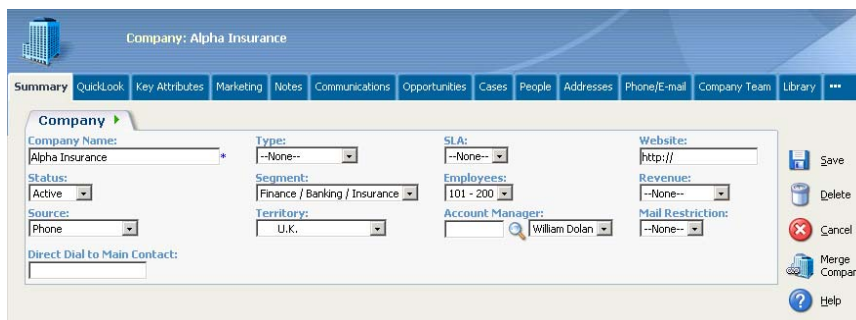 Company: Alpha Insurance
Summary QuickLook Key Attributes Marketing Notes Communications Opportunities Cases People Addresses Phone/E-mail Company Team Library
Company
Company Name: Type: SLA: Website:
Alpha Insurance * --None-- --None-- http://
Save
Status: Segment: Employees: Revenue:
Active Finance / Banking / Insurance 101 - 200 --None--
Delete
Source: Territory: Account Manager: Mail Restriction:
Phone U.K. William Dolan --None--
Cancel
Direct Dial to Main Contact:
Merge
Compar
Help